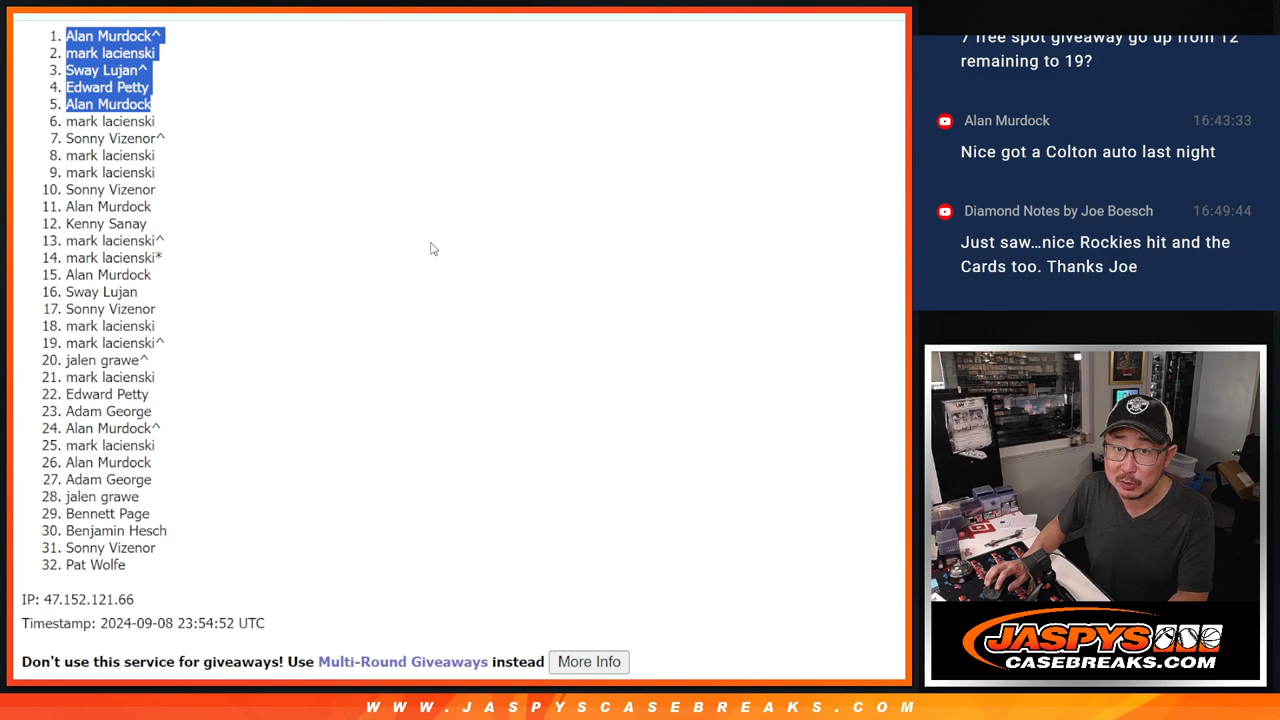 1. Alan Murdock^
2. mark lacienski
3. Sway Lujan^
4. Edward Petty
5. Alan Murdock
6. mark lacienski
7. Sonny Vizenor^
8. mark lacienski
9. mark lacienski
10. Sonny Vizenor
11. Alan Murdock
12. Kenny Sanay
13. mark lacienski^
14. mark lacienski*
15. Alan Murdock
16. Sway Lujan
17. Sonny Vizenor
18. mark lacienski
19. mark lacienski^
20. jalen grawe^
21. mark lacienski
22. Edward Petty
23. Adam George
24. Alan Murdock^
25. mark lacienski
26. Alan Murdock
27. Adam George
28. jalen grawe
29. Bennett Page
30. Benjamin Hesch
31. Sonny Vizenor
32. Pat Wolfe
IP: 47.152.121.66
Timestamp: 2024-09-08 23:54:52 UTC
Don't use this service for giveaways! Use Multi-Round Giveaways instead More Info
7 free spot giveaway go up from 12
remaining to 19?
Alan Murdock 16:43:33
Nice got a Colton auto last night
Diamond Notes by Joe Boesch 16:49:44
Just saw...nice Rockies hit and the
Cards too. Thanks Joe
JASPYS
CASEBREAKS.COM
WWW.JASPYSCASEBREAKS.COM